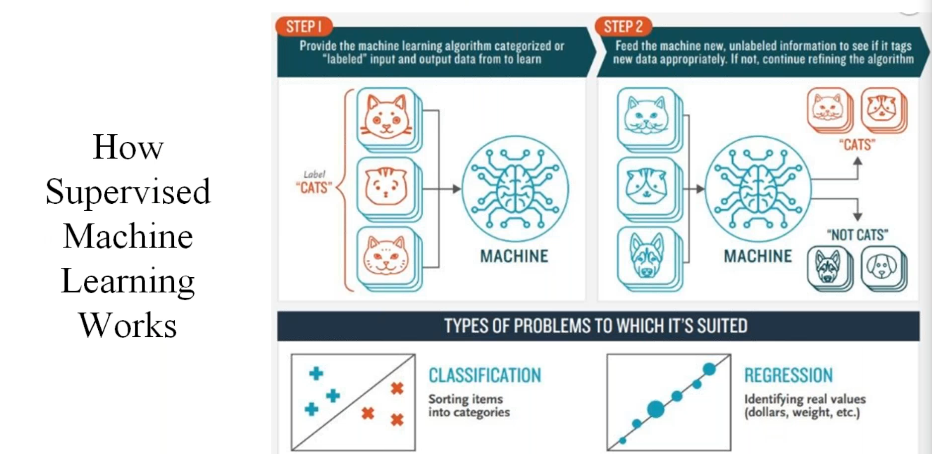 How
Supervised
Machine
Learning
Works
STEP I
Provide the machine learning algorithm categorized or
"labeled" input and output data from to learn
Label
"CATS"
MACHINE
STEP 2
Feed the machine new, unlabeled information to see if it tags
new data appropriately. If not, continue refining the algorithm
MACHINE
"CATS"
"NOT CATS"
TYPES OF PROBLEMS TO WHICH IT'S SUITED
CLASSIFICATION
Sorting items
into categories
REGRESSION
Identifying real values
(dollars, weight, etc.)